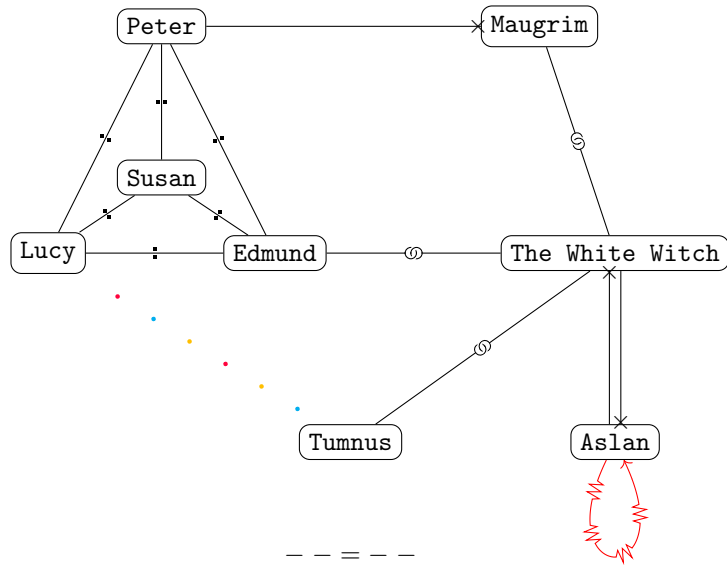 Peter
Maugrim
Susan
Lucy
Edmund
The White Witch
Tumnus
Aslan
− − = − −